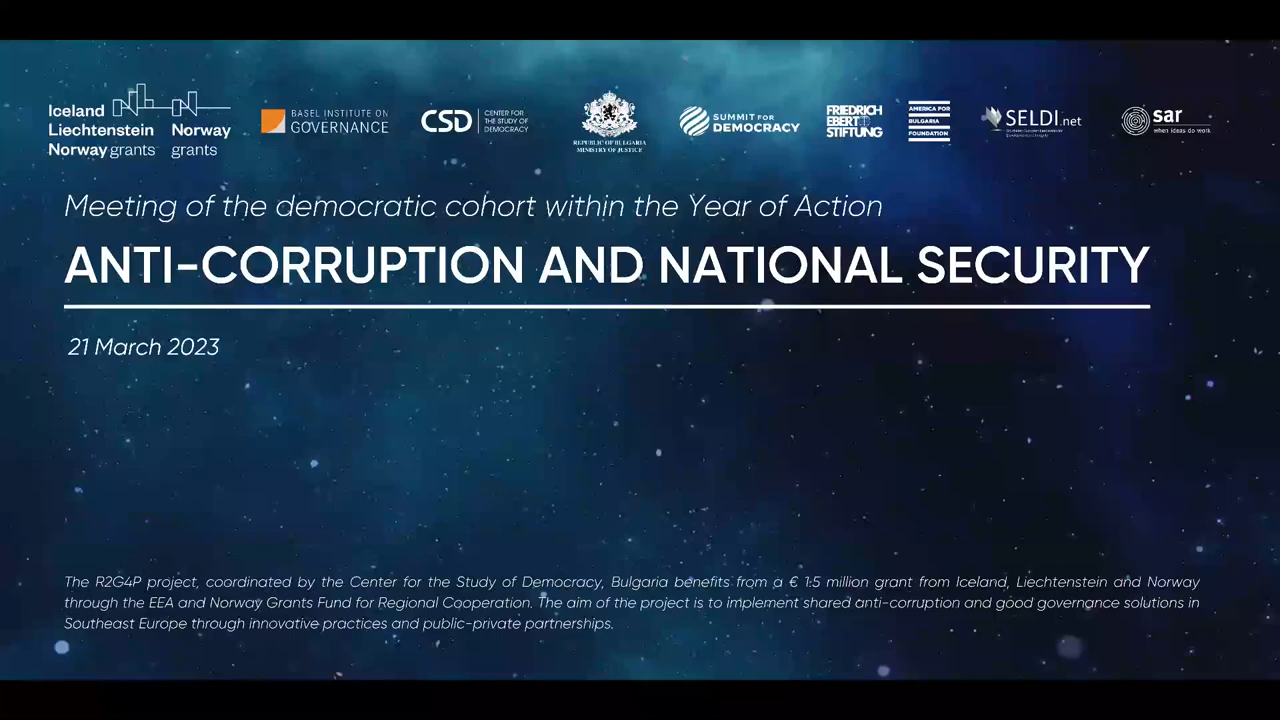 Iceland
Liechtenstein
Norway grants
Norway
grants
BASEL INSTITUTE ON
GOVERNANCE
CSD
CENTER FOR
THE STUDY OF
DEMOCRACY
REPUBLIC OF BULGARIA
MINISTRY OF JUSTICE
SUMMIT FOR
DEMOCRACY
FRIEDRICH
EBERT
STIFTUNG
AMERICA FOR
BULGARIA
FOUNDATION
SELDI.net
sar
when ideas do work
Meeting of the democratic cohort within the Year of Action
ANTI-CORRUPTION AND NATIONAL SECURITY
21 March 2023
The R2G4P project, coordinated by the Center for the Study of Democracy, Bulgaria benefits from a € 1.5 million grant from Iceland, Liechtenstein and Norway
through the EEA and Norway Grants Fund for Regional Cooperation. The aim of the project is to implement shared anti-corruption and good governance solutions in
Southeast Europe through innovative practices and public-private partnerships.